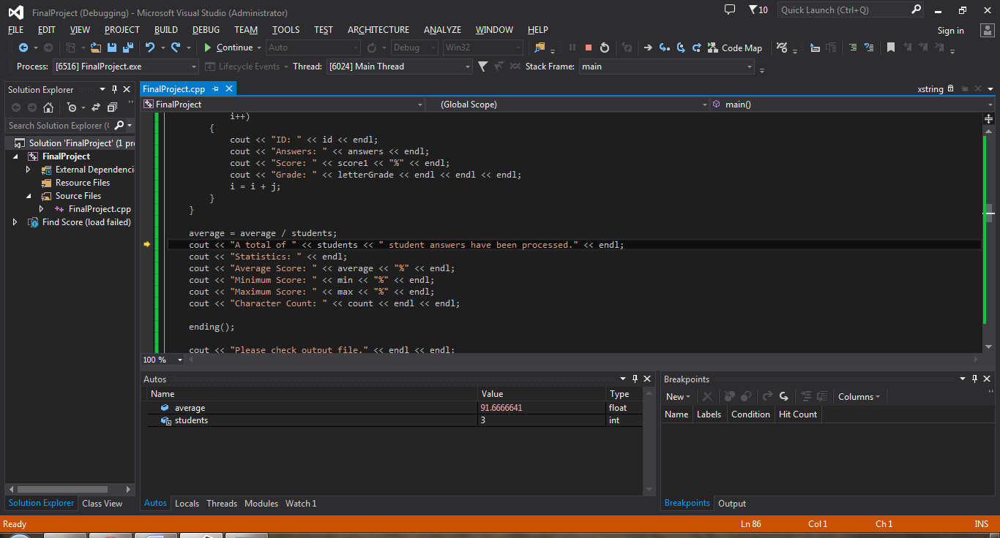 FinalProject (Debugging) - Microsoft Visual Studio (Administrator)
10
Quick Launch (Ctrl+Q)
FILE EDIT VIEW PROJECT BUILD DEBUG TEAM TOOLS TEST ARCHITECTURE ANALYZE WINDOW HELP
Sign in
Continue Auto Debug Win32 Code Map
Process: [6516] FinalProject.exe Lifecycle Events Thread: [6024] Main Thread Stack Frame: main
Solution Explorer
Search Solution Explorer (
Solution 'FinalProject' (1 pr
FinalProject
External Dependenci
Resource Files
Source Files
FinalProject.cpp
Find Score (load failed)
Solution Explorer Class View
FinalProject.cpp
xstring
FinalProject (Global Scope) main()
i++)
{
cout << "ID: " << id << endl;
cout << "Answers: " << answers << endl;
cout << "Score: " << score1 << "%" << endl;
cout << "Grade: " << letterGrade << endl << endl << endl;
i = i + j;
}
}
average = average / students;
cout << "A total of " << students << " student answers have been processed." << endl;
cout << "Statistics: " << endl;
cout << "Average Score: " << average << "%" << endl;
cout << "Minimum Score: " << min << "%" << endl;
cout << "Maximum Score: " << max << "%" << endl;
cout << "Character Count: " << count << endl << endl;
ending();
cout << "Please check output file." << endl << endl;
100 %
Autos
Name Value Type
average 91.6666641 float
students 3 int
Autos Locals Threads Modules Watch 1
Breakpoints
New Columns
Name Labels Condition Hit Count
Breakpoints Output
Ready Ln 86 Col 1 Ch 1 INS